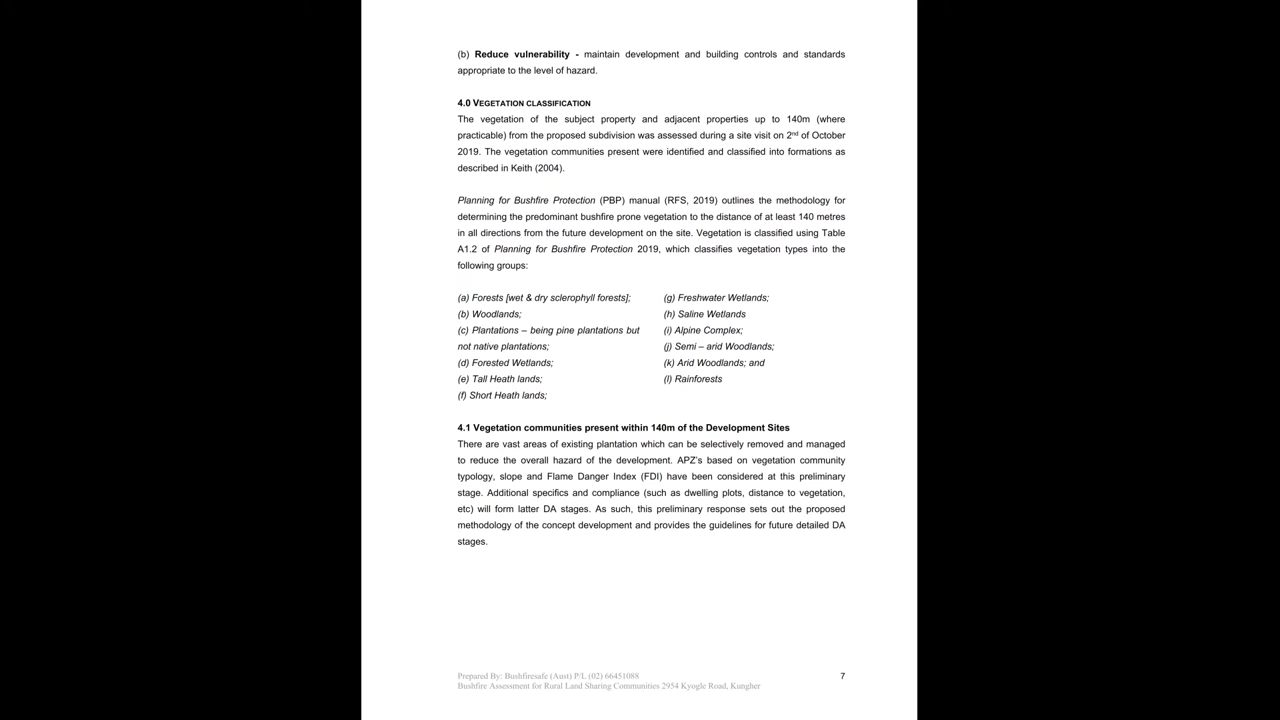 (b) Reduce vulnerability - maintain development and building controls and standards
appropriate to the level of hazard.
4.0 VEGETATION CLASSIFICATION
The vegetation of the subject property and adjacent properties up to 140m (where
practicable) from the proposed subdivision was assessed during a site visit on 2nd of October
2019. The vegetation communities present were identified and classified into formations as
described in Keith (2004).
Planning for Bushfire Protection (PBP) manual (RFS, 2019) outlines the methodology for
determining the predominant bushfire prone vegetation to the distance of at least 140 metres
in all directions from the future development on the site. Vegetation is classified using Table
A1.2 of Planning for Bushfire Protection 2019, which classifies vegetation types into the
following groups:
(a) Forests [wet & dry sclerophyll forests];
(b) Woodlands;
(c) Plantations – being pine plantations but
not native plantations;
(d) Forested Wetlands;
(e) Tall Heath lands;
(f) Short Heath lands;
(g) Freshwater Wetlands;
(h) Saline Wetlands
(i) Alpine Complex;
(j) Semi – arid Woodlands;
(k) Arid Woodlands; and
(l) Rainforests
4.1 Vegetation communities present within 140m of the Development Sites
There are vast areas of existing plantation which can be selectively removed and managed
to reduce the overall hazard of the development. APZ's based on vegetation community
typology, slope and Flame Danger Index (FDI) have been considered at this preliminary
stage. Additional specifics and compliance (such as dwelling plots, distance to vegetation,
etc) will form latter DA stages. As such, this preliminary response sets out the proposed
methodology of the concept development and provides the guidelines for future detailed DA
stages.
Prepared By: Bushfiresafe (Aust) P/L (02) 66451088
7
Bushfire Assessment for Rural Land Sharing Communities 2954 Kyogle Road, Kungher